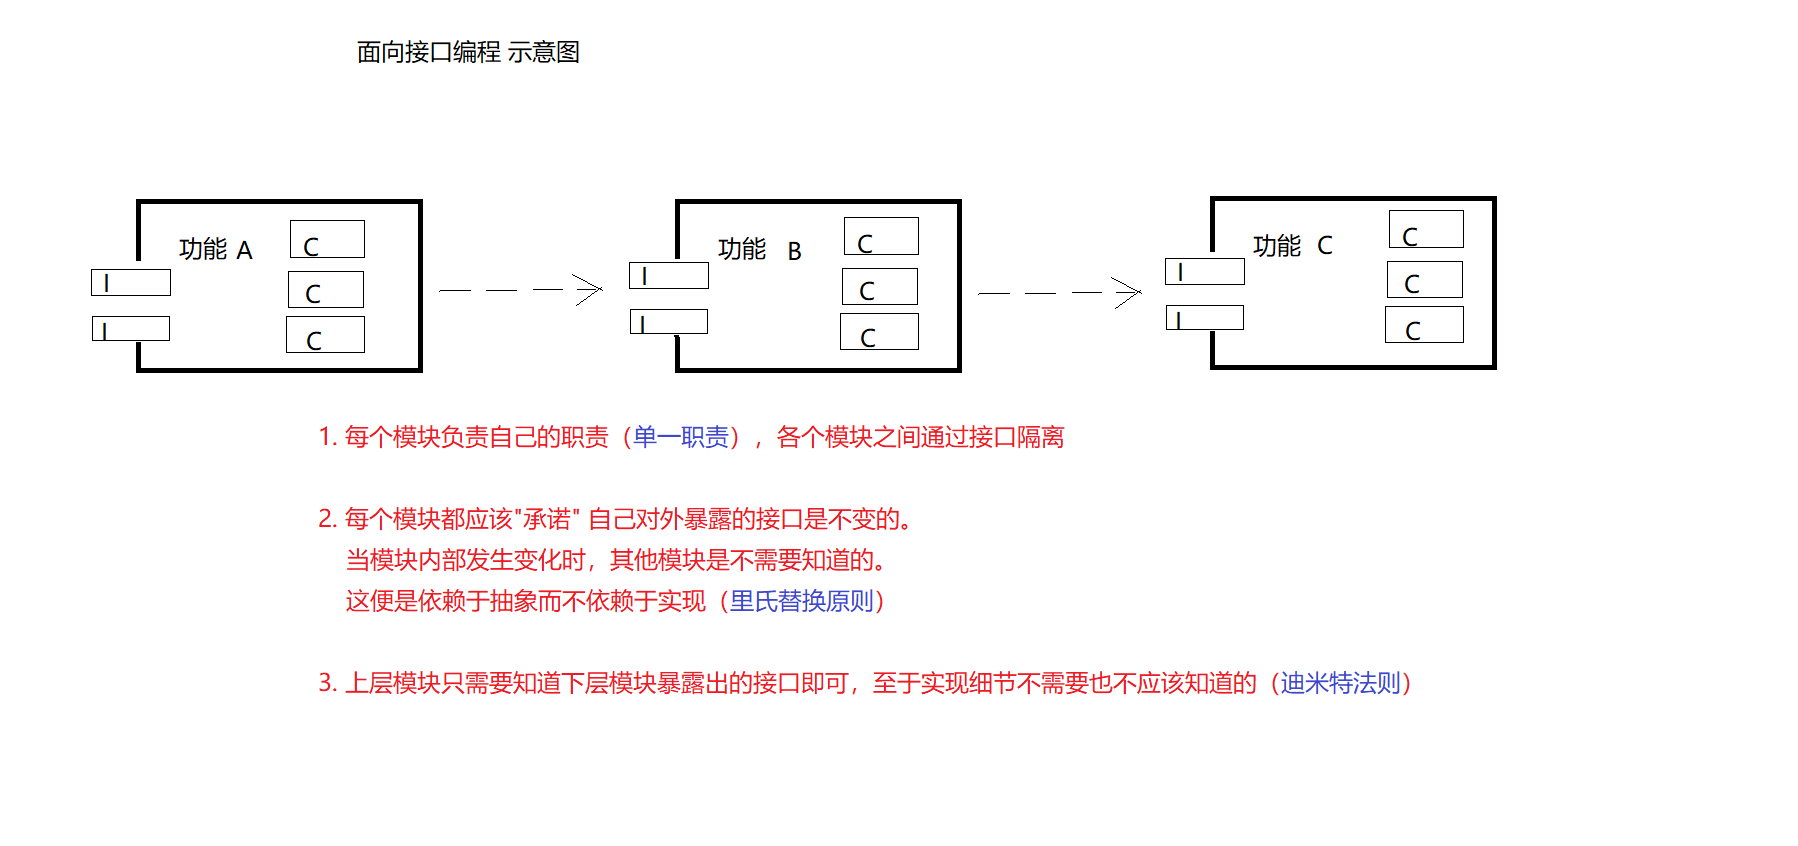 面向接口编程 示意图
功能 A
C
C
C
I
I
功能 B
C
C
C
I
I
功能 C
C
C
C
I
I
1. 每个模块负责自己的职责（单一职责），各个模块之间通过接口隔离
2. 每个模块都应该"承诺" 自己对外暴露的接口是不变的。
当模块内部发生变化时，其他模块是不需要知道的。
这便是依赖于抽象而不依赖于实现（里氏替换原则）
3. 上层模块只需要知道下层模块暴露出的接口即可，至于实现细节不需要也不应该知道的（迪米特法则）